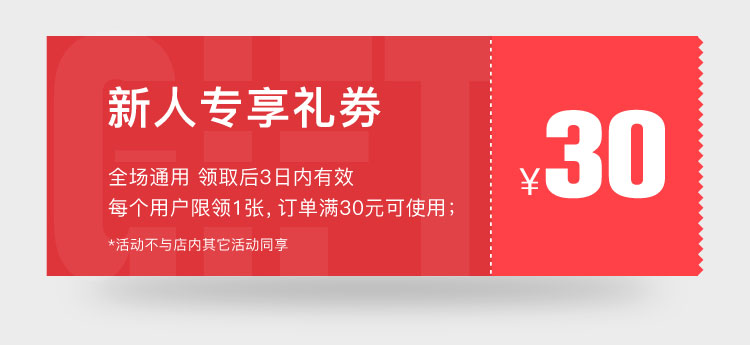 GIFT
新人专享礼券
全场通用 领取后3日内有效
每个用户限领1张, 订单满30元可使用;
*活动不与店内其它活动同享
¥30